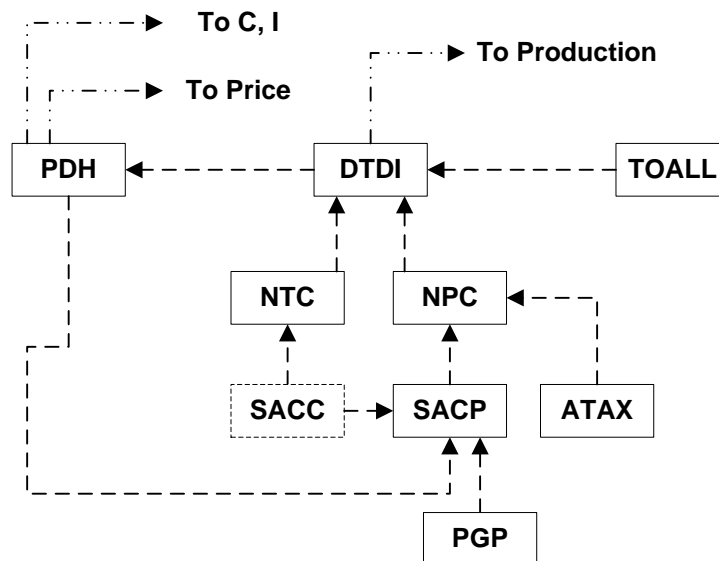 To C, I
To Production
To Price
PDH
DTDI
TOALL
NTC
NPC
SACC
SACP
ATAX
PGP